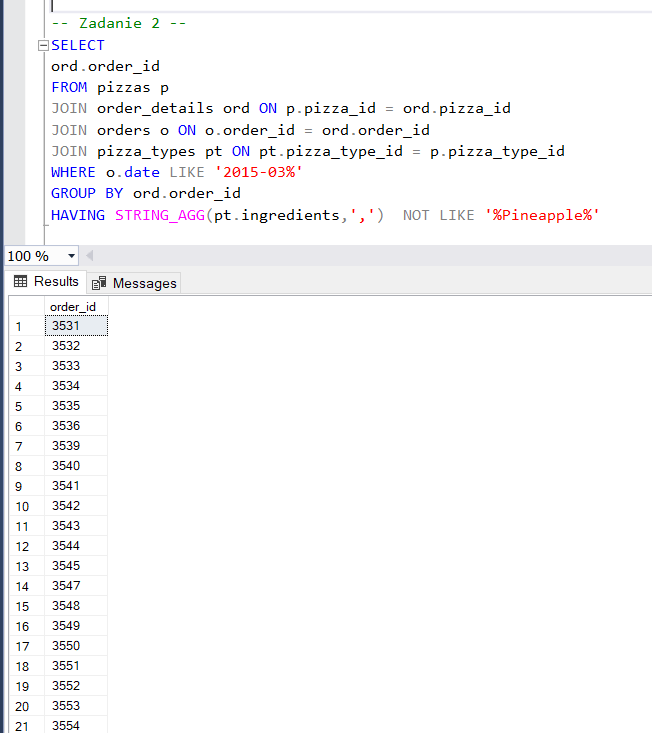 -- Zadanie 2 --
SELECT
ord.order_id
FROM pizzas p
JOIN order_details ord ON p.pizza_id = ord.pizza_id
JOIN orders o ON o.order_id = ord.order_id
JOIN pizza_types pt ON pt.pizza_type_id = p.pizza_type_id
WHERE o.date LIKE '2015-03%'
GROUP BY ord.order_id
HAVING STRING_AGG(pt.ingredients,',')  NOT LIKE '%Pineapple%'
100 %
Results Messages
order_id
1 3531
2 3532
3 3533
4 3534
5 3535
6 3536
7 3539
8 3540
9 3541
10 3542
11 3543
12 3544
13 3545
14 3547
15 3548
16 3549
17 3550
18 3551
19 3552
20 3553
21 3554